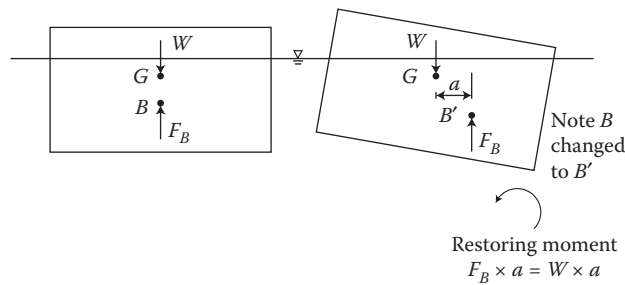 W
G
B
F_B
W
G
a
B′
F_B
Note B
changed
to B′
Restoring moment
F_B × a = W × a